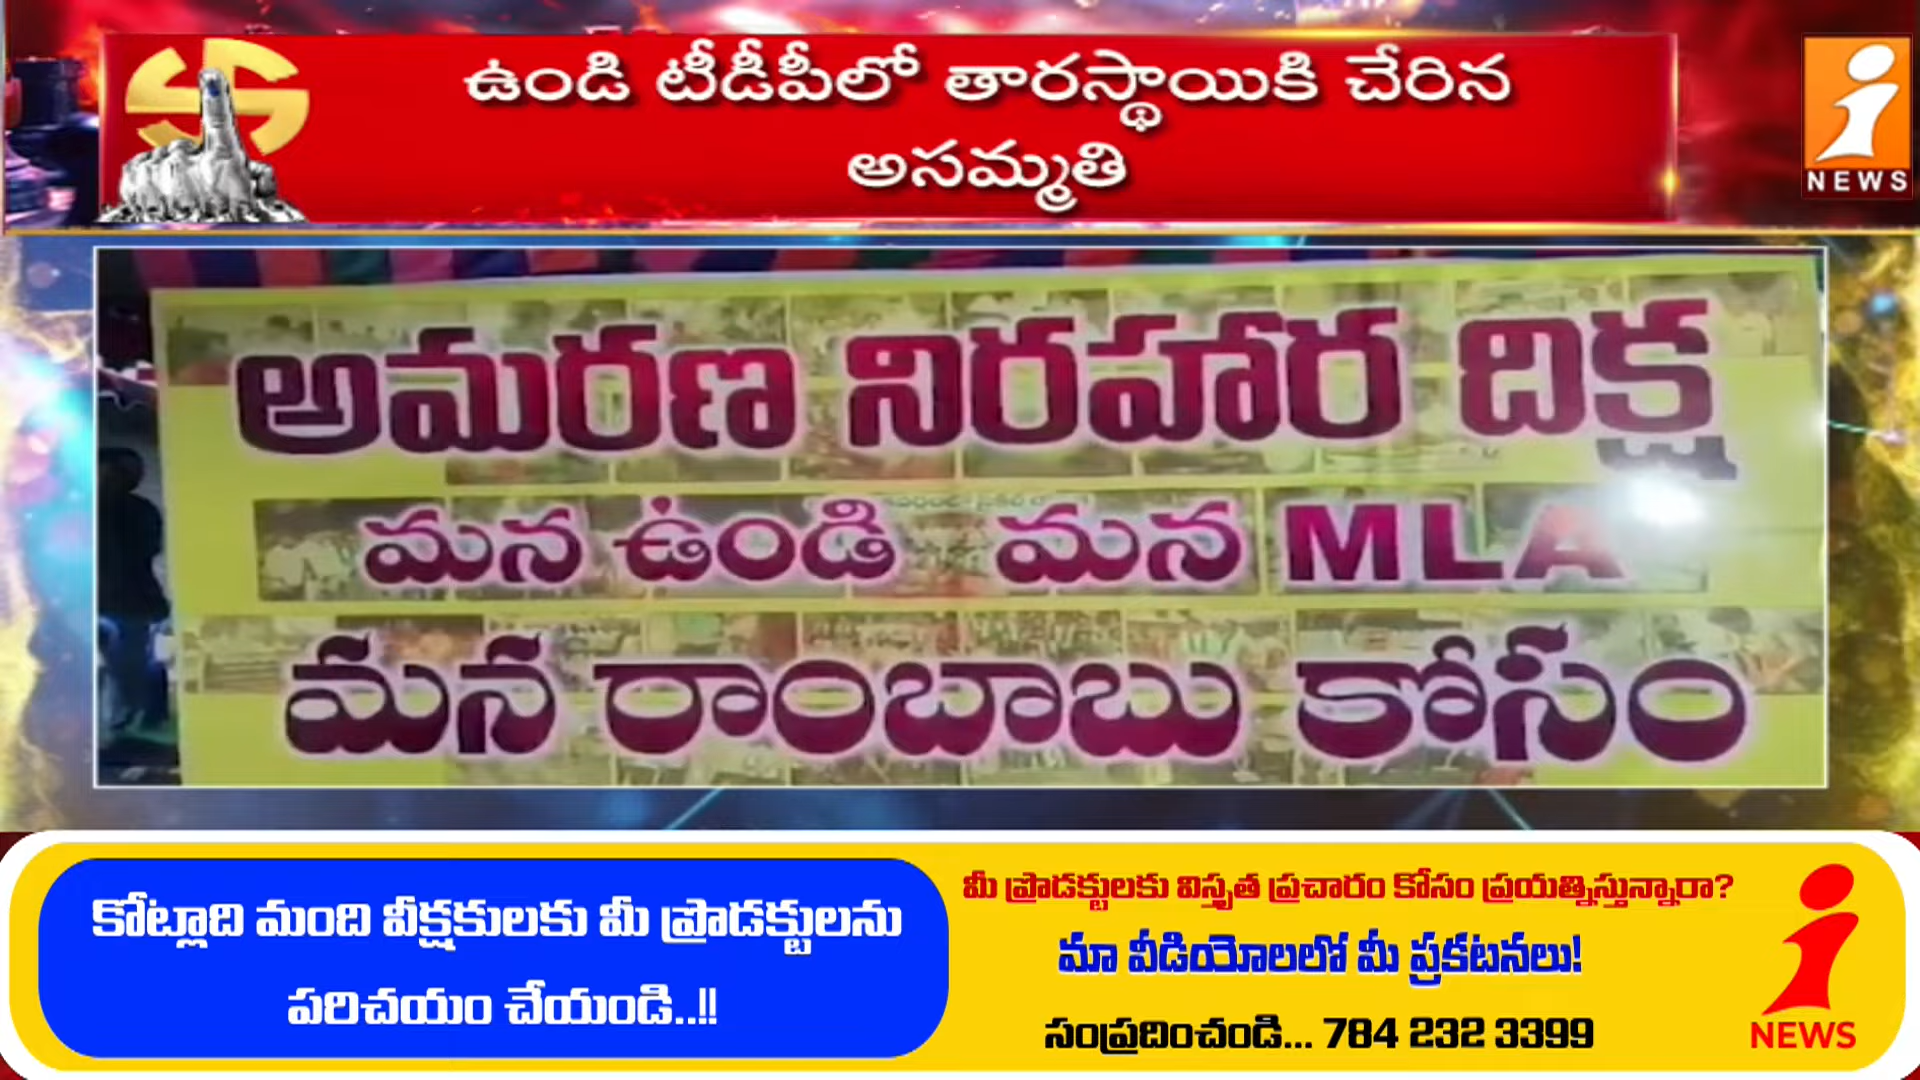 ఉండి టీడీపీలో తారస్థాయికి చేరిన
అసమ్మతి
i
NEWS
అమరణ నిరాహార దిక్ష
మన ఉండి మన MLA
మన రాంబాబు కోసం
కోట్లాది మంది వీక్షకులకు మీ ప్రొడక్టులను
పరిచయం చేయండి..!!
మీ ప్రొడక్టులకు విస్తృత ప్రచారం కోసం ప్రయత్నిస్తున్నారా?
మా వీడియోలలో మీ ప్రకటనలు!
సంప్రదించండి... 784 232 3399
i
NEWS